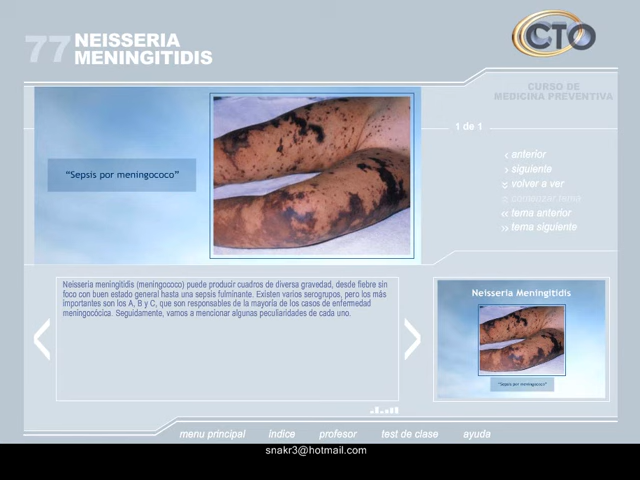 77 NEISSERIA
MENINGITIDIS
CTO
CURSO DE
MEDICINA PREVENTIVA
1 de 1
"Sepsis por meningococo"
‹ anterior
› siguiente
volver a ver
comenzar tema
‹‹ tema anterior
›› tema siguiente
Neisseria meningitidis (meningococo) puede producir cuadros de diversa gravedad, desde fiebre sin
foco con buen estado general hasta una sepsis fulminante. Existen varios serogrupos, pero los más
importantes son los A, B y C, que son responsables de la mayoría de los casos de enfermedad
meningocócica. Seguidamente, vamos a mencionar algunas peculiaridades de cada uno.
Neisseria Meningitidis
"Sepsis por meningococo"
menu principal indice profesor test de clase ayuda
snakr3@hotmail.com